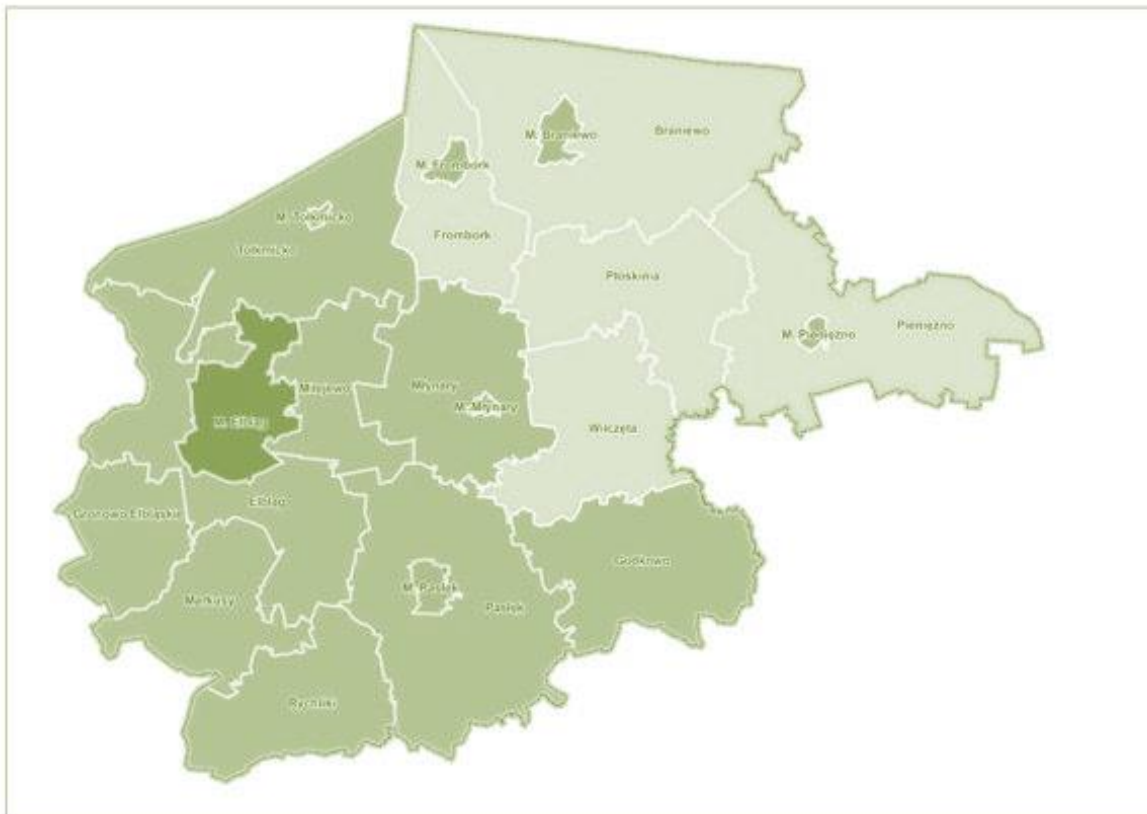 M. Braniewo
Braniewo
M. Frombork
M. Tolkmicko
Tolkmicko
Frombork
Płoskinia
Pieniężno
M. Pieniężno
Młynary
Milejewo
M. Młynary
M. Elbląg
Wilczęta
Elbląg
Gronowo Elbląskie
Godkowo
M. Pasłęk
Markusy
Pasłęk
Rychliki